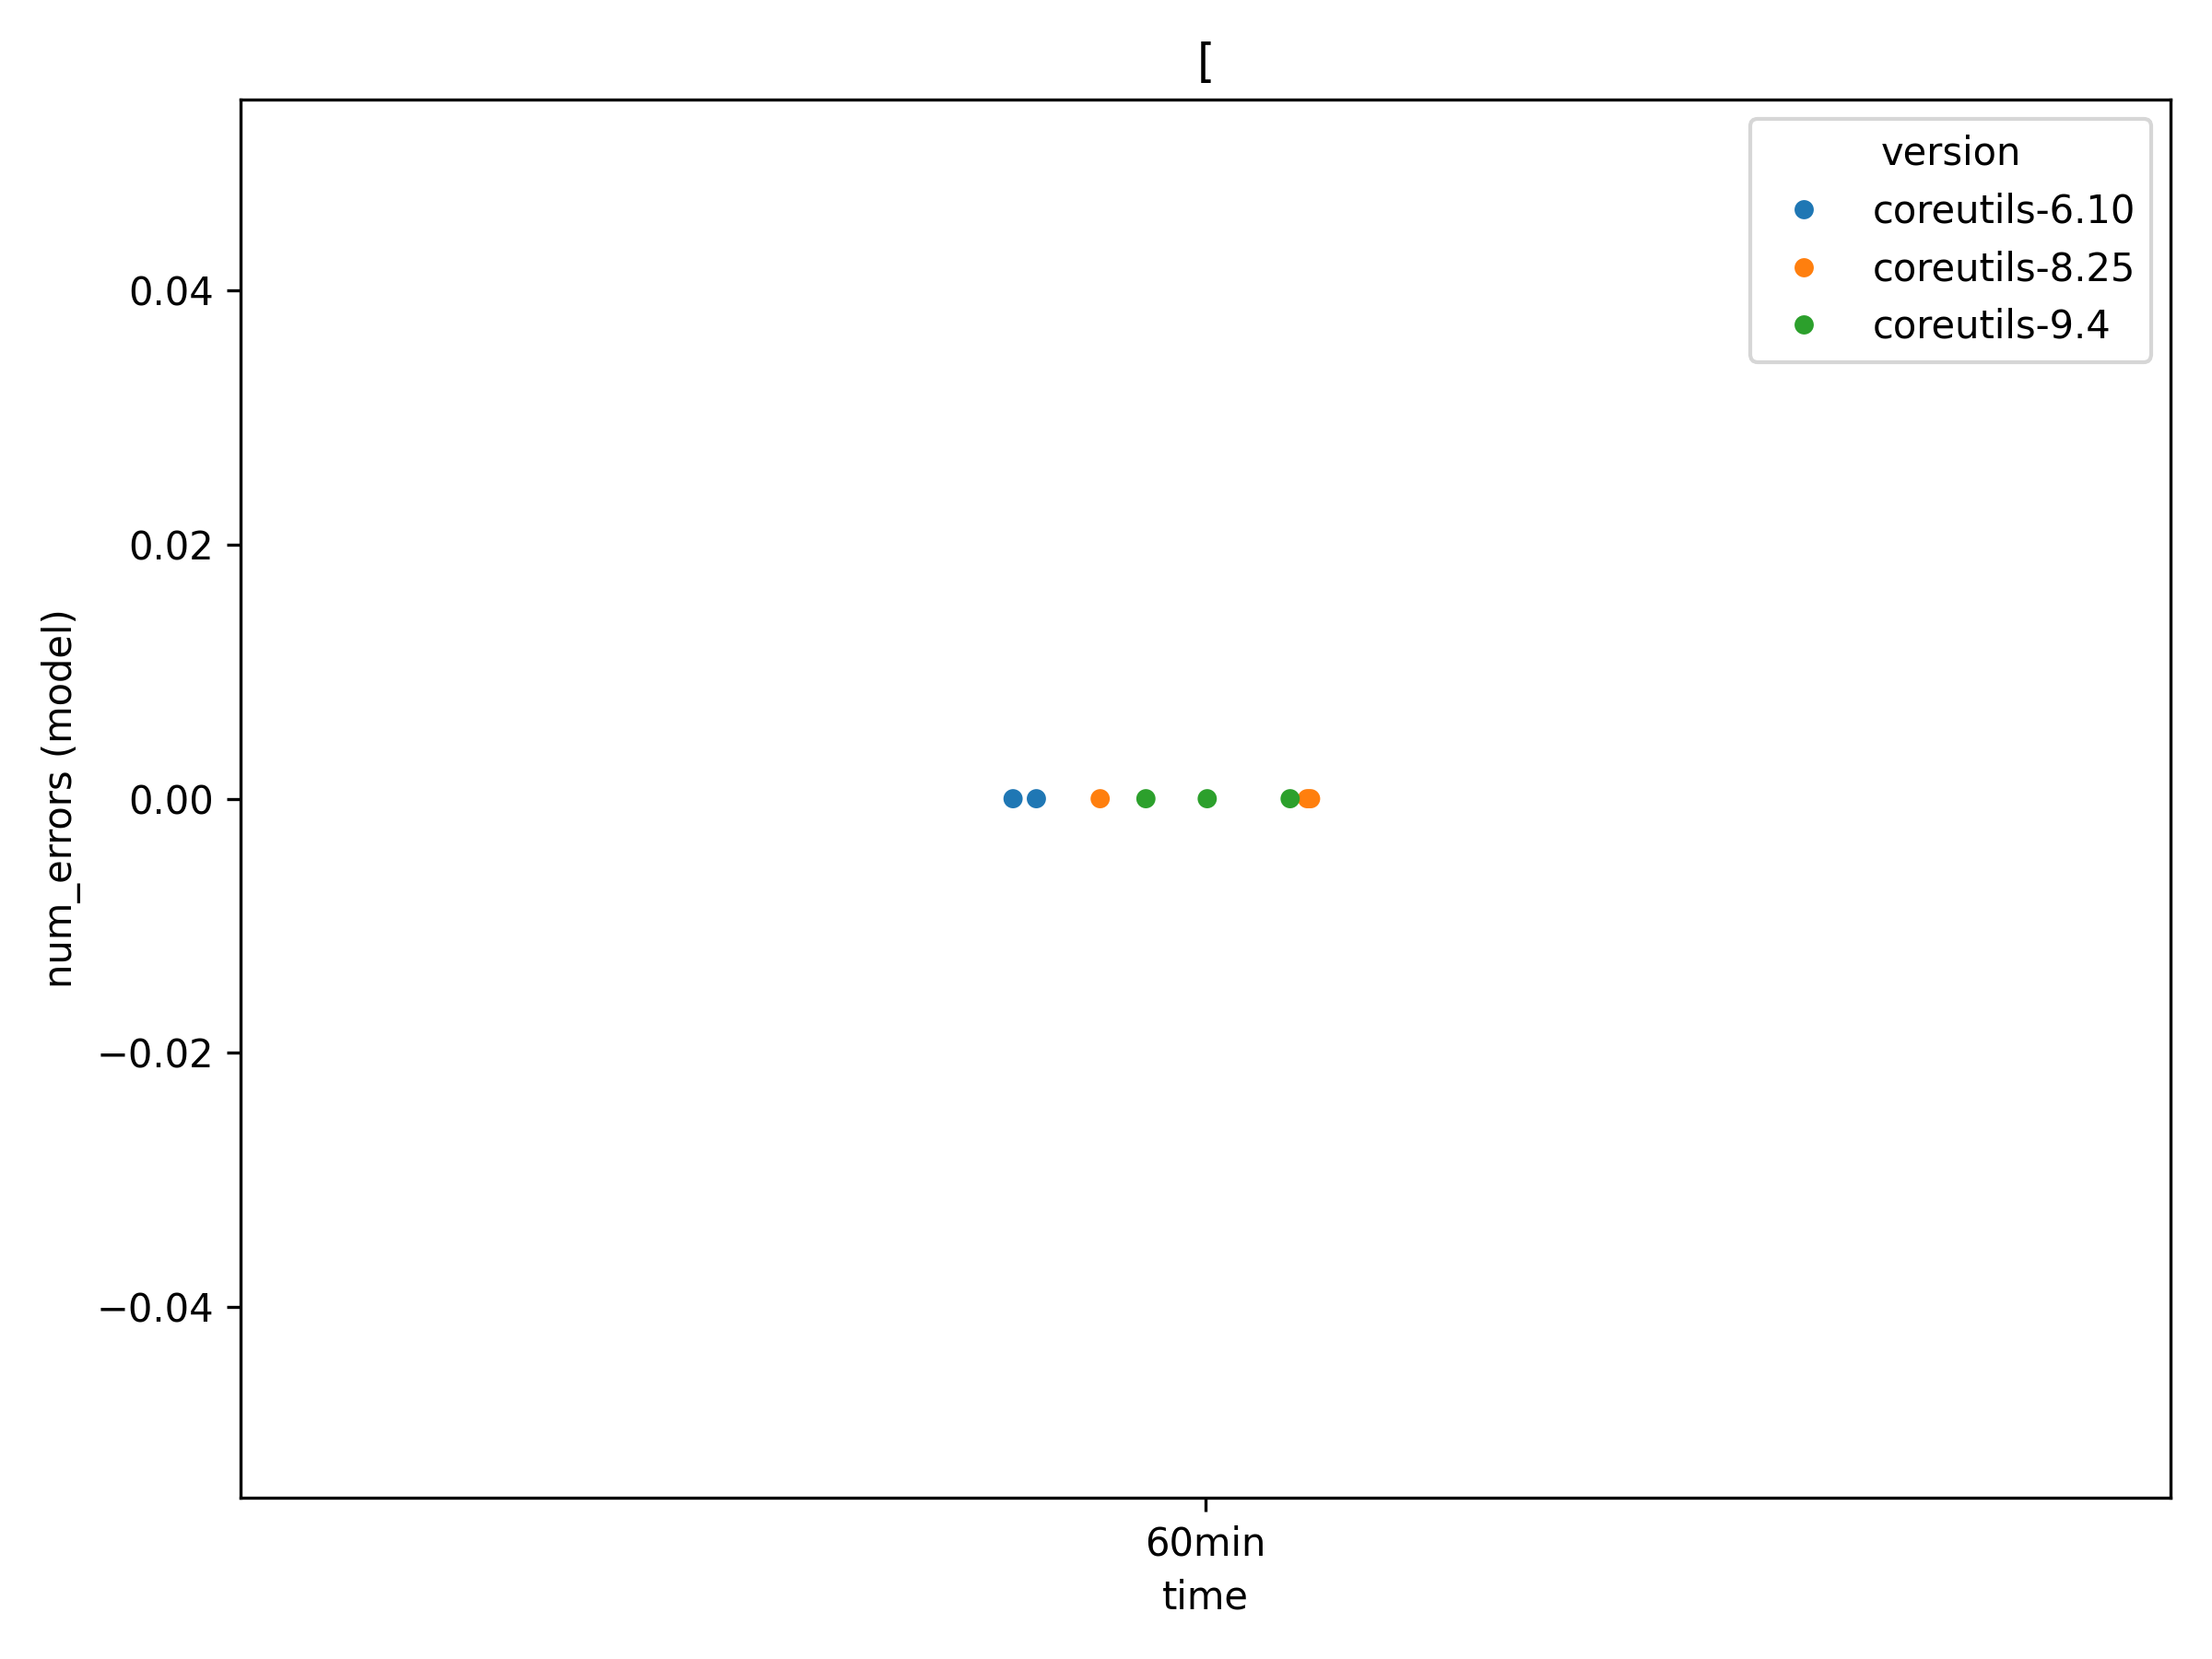 [
version
coreutils-6.10
coreutils-8.25
coreutils-9.4
0.04
0.02
0.00
−0.02
−0.04
num_errors (model)
60min
time